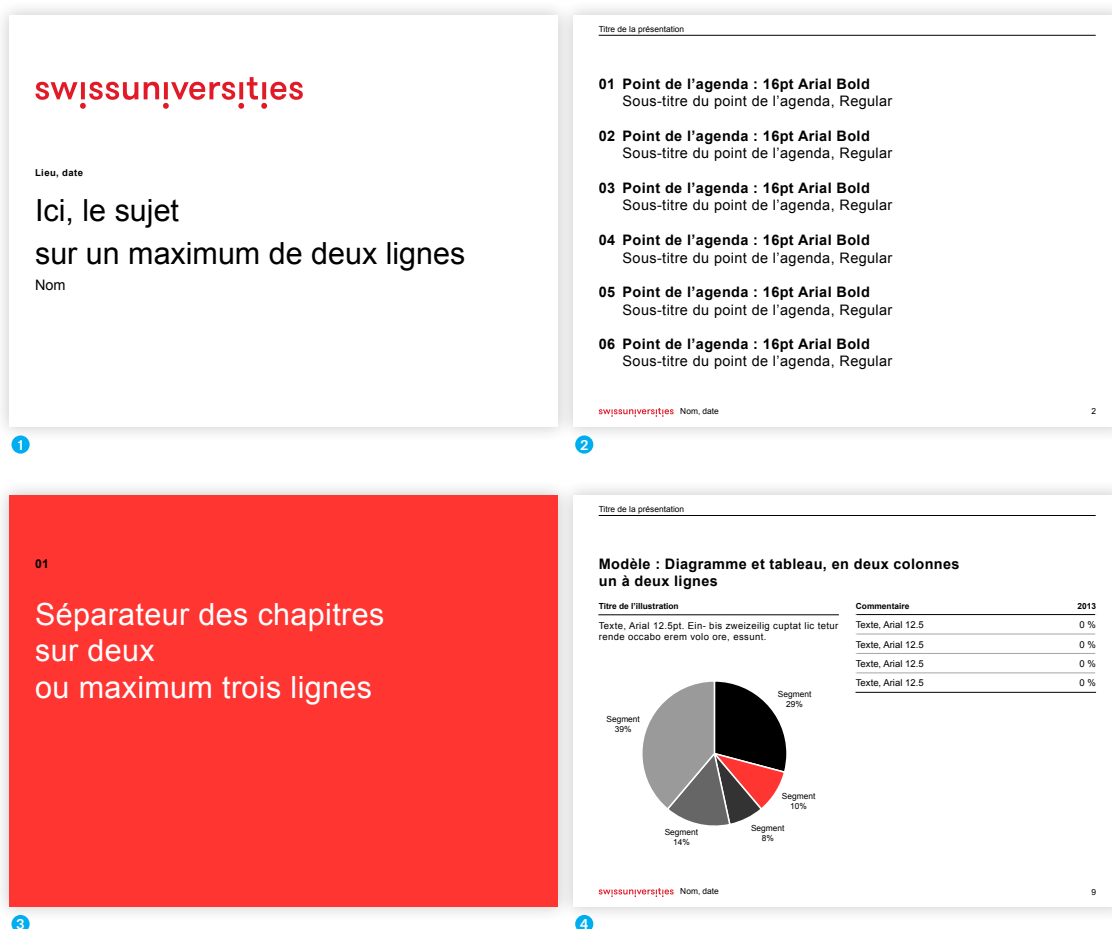 swissuniversities
Lieu, date
Ici, le sujet
sur un maximum de deux lignes
Nom
1
Titre de la présentation
01 Point de l’agenda : 16pt Arial Bold
Sous-titre du point de l’agenda, Regular
02 Point de l’agenda : 16pt Arial Bold
Sous-titre du point de l’agenda, Regular
03 Point de l’agenda : 16pt Arial Bold
Sous-titre du point de l’agenda, Regular
04 Point de l’agenda : 16pt Arial Bold
Sous-titre du point de l’agenda, Regular
05 Point de l’agenda : 16pt Arial Bold
Sous-titre du point de l’agenda, Regular
06 Point de l’agenda : 16pt Arial Bold
Sous-titre du point de l’agenda, Regular
swissuniversities Nom, date 2
2
01
Séparateur des chapitres
sur deux
ou maximum trois lignes
3
Titre de la présentation
Modèle : Diagramme et tableau, en deux colonnes
un à deux lignes
Titre de l’illustration
Texte, Arial 12.5pt. Ein- bis zweizeilig cuptat lic tetur
rende occabo erem volo ore, essunt.
Segment
29%
Segment
10%
Segment
8%
Segment
14%
Segment
39%
Commentaire 2013
Texte, Arial 12.5 0 %
Texte, Arial 12.5 0 %
Texte, Arial 12.5 0 %
Texte, Arial 12.5 0 %
swissuniversities Nom, date 9
4